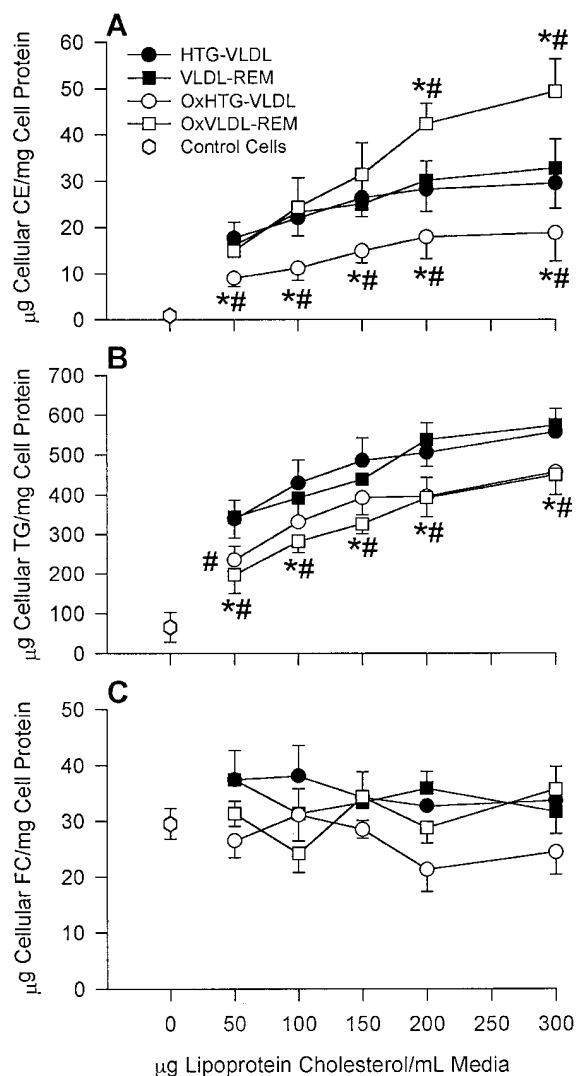 A
60
50
40
30
20
10
0
μg Cellular CE/mg Cell Protein
HTG-VLDL
VLDL-REM
OxHTG-VLDL
OxVLDL-REM
Control Cells
*#
*#
*#
*#
*#
*#
*#
B
700
600
500
400
300
200
100
0
μg Cellular TG/mg Cell Protein
#
*#
*#
*#
*#
*#
C
50
40
30
20
10
0
μg Cellular FC/mg Cell Protein
0 50 100 150 200 250 300
μg Lipoprotein Cholesterol/mL Media